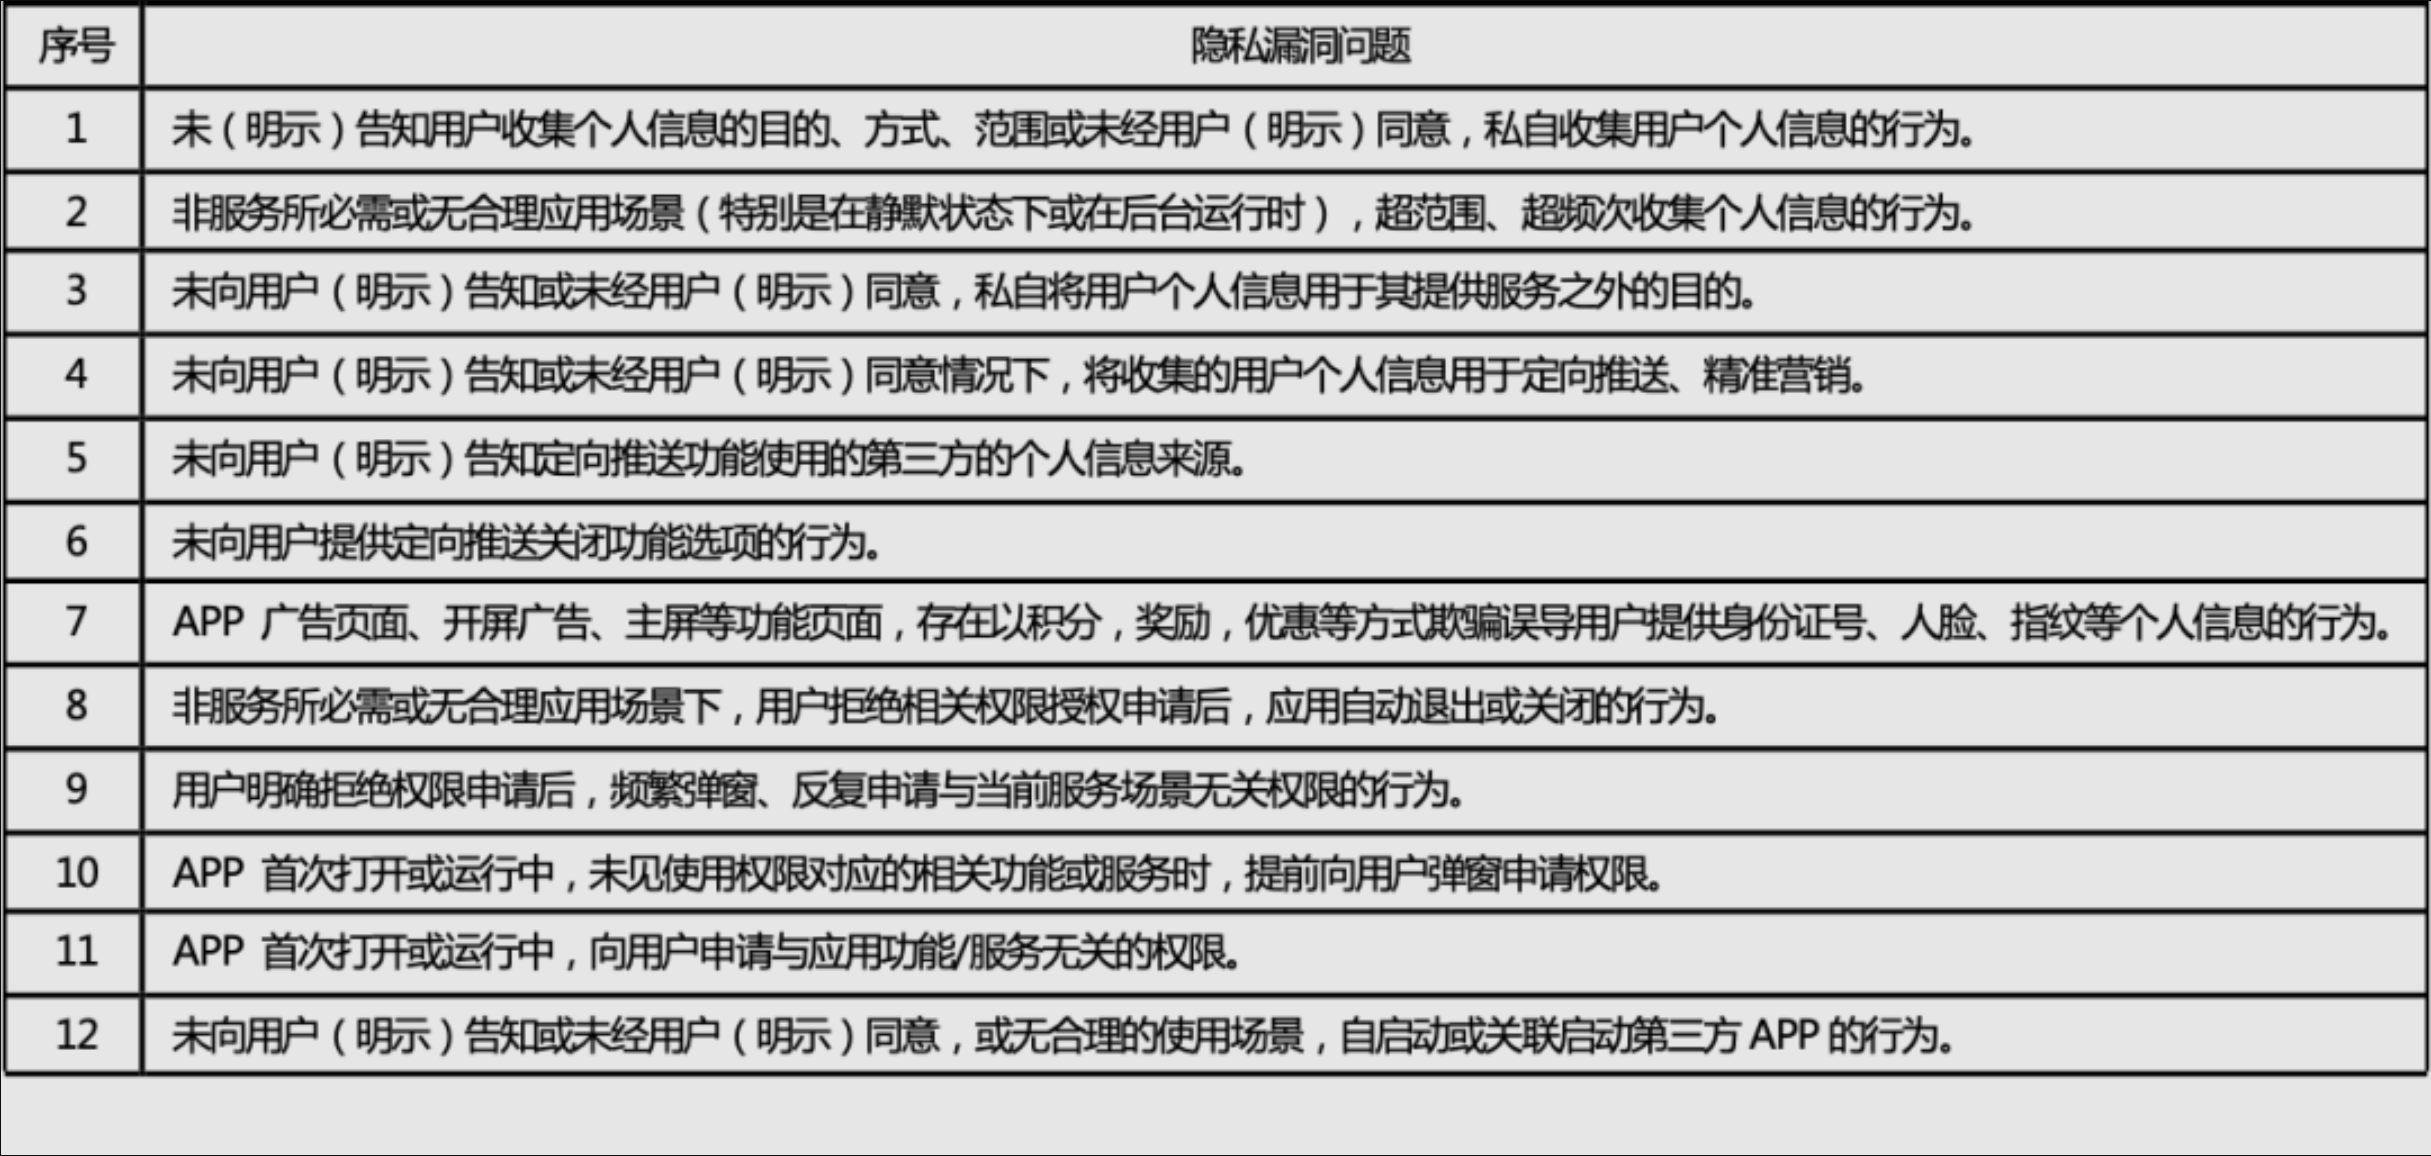 序号 隐私漏洞问题
1 未（明示）告知用户收集个人信息的目的、方式、范围或未经用户（明示）同意，私自收集用户个人信息的行为。
2 非服务所必需或无合理应用场景（特别是在静默状态下或在后台运行时），超范围、超频次收集个人信息的行为。
3 未向用户（明示）告知或未经用户（明示）同意，私自将用户个人信息用于其提供服务之外的目的。
4 未向用户（明示）告知或未经用户（明示）同意情况下，将收集的用户个人信息用于定向推送、精准营销。
5 未向用户（明示）告知定向推送功能使用的第三方的个人信息来源。
6 未向用户提供定向推送关闭功能选项的行为。
7 APP 广告页面、开屏广告、主屏等功能页面，存在以积分，奖励，优惠等方式欺骗误导用户提供身份证号、人脸、指纹等个人信息的行为。
8 非服务所必需或无合理应用场景下，用户拒绝相关权限授权申请后，应用自动退出或关闭的行为。
9 用户明确拒绝权限申请后，频繁弹窗、反复申请与当前服务场景无关权限的行为。
10 APP 首次打开或运行中，未见使用权限对应的相关功能或服务时，提前向用户弹窗申请权限。
11 APP 首次打开或运行中，向用户申请与应用功能/服务无关的权限。
12 未向用户（明示）告知或未经用户（明示）同意，或无合理的使用场景，自启动或关联启动第三方 APP 的行为。